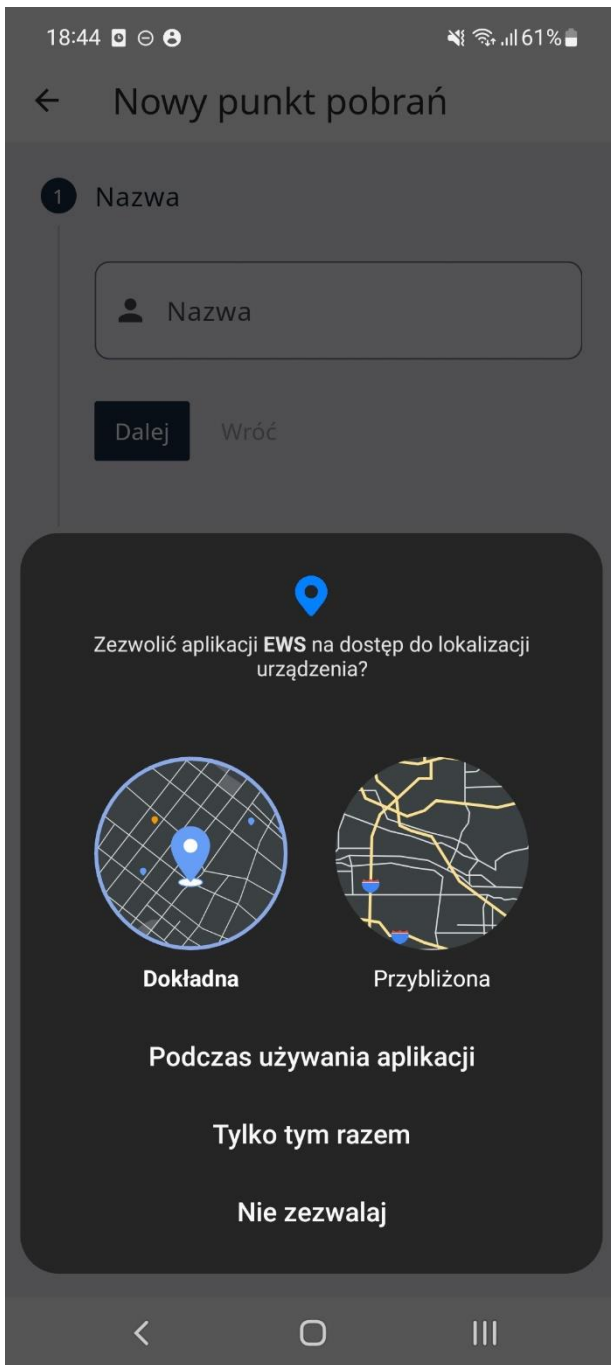 18:44 61%
Nowy punkt pobrań
1 Nazwa
Nazwa
Dalej Wróć
Zezwolić aplikacji EWS na dostęp do lokalizacji
urządzenia?
Dokładna Przybliżona
Podczas używania aplikacji
Tylko tym razem
Nie zezwalaj